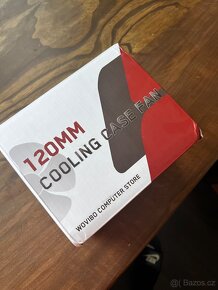 120MM
COOLING CASE FAN
WOVIBO COMPUTER STORE
Bazos.cz